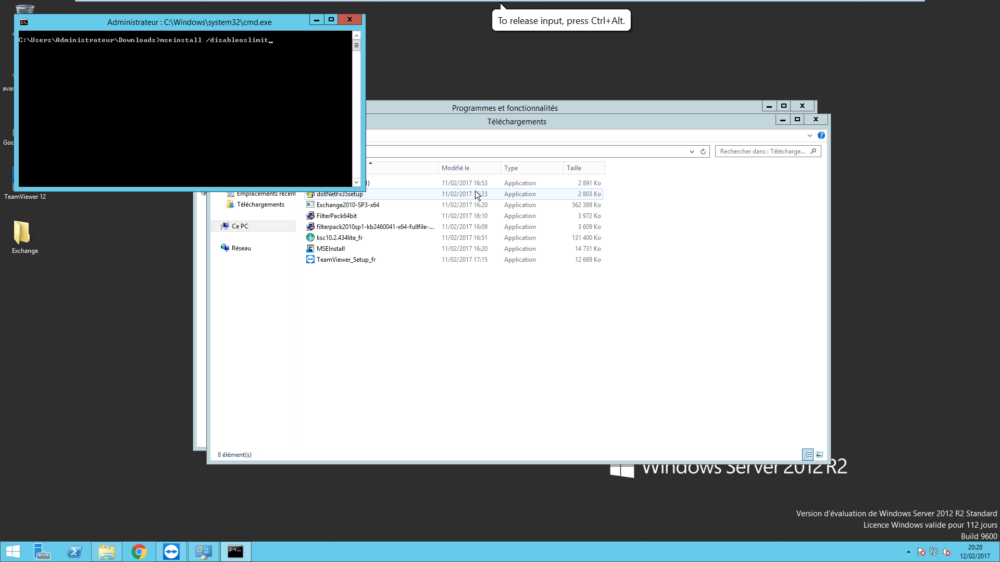 To release input, press Ctrl+Alt.
Administrateur : C:\Windows\system32\cmd.exe
C:\Users\Administrateur\Downloads>mseinstall /disableoslimit_
avas
Goo
TeamViewer 12
Exchange
Programmes et fonctionnalités
Téléchargements
Rechercher dans : Télécharge...
Modifié le
Type
Taille
1)
11/02/2017 16:53
Application
2 891 Ko
Emplacements récent
dotNetFx35setup
11/02/2017 16:23
Application
2 803 Ko
Téléchargements
Exchange2010-SP3-x64
11/02/2017 16:20
Application
562 389 Ko
FilterPack64bit
11/02/2017 16:10
Application
3 972 Ko
Ce PC
filterpack2010sp1-kb2460041-x64-fullfile-...
11/02/2017 16:09
Application
3 609 Ko
ksc10.2.434lite_fr
11/02/2017 16:51
Application
131 400 Ko
Réseau
MSEInstall
11/02/2017 16:20
Application
14 731 Ko
TeamViewer_Setup_fr
11/02/2017 17:15
Application
12 669 Ko
8 élément(s)
Windows Server 2012 R2
Version d'évaluation de Windows Server 2012 R2 Standard
Licence Windows valide pour 112 jours
Build 9600
20:20
12/02/2017